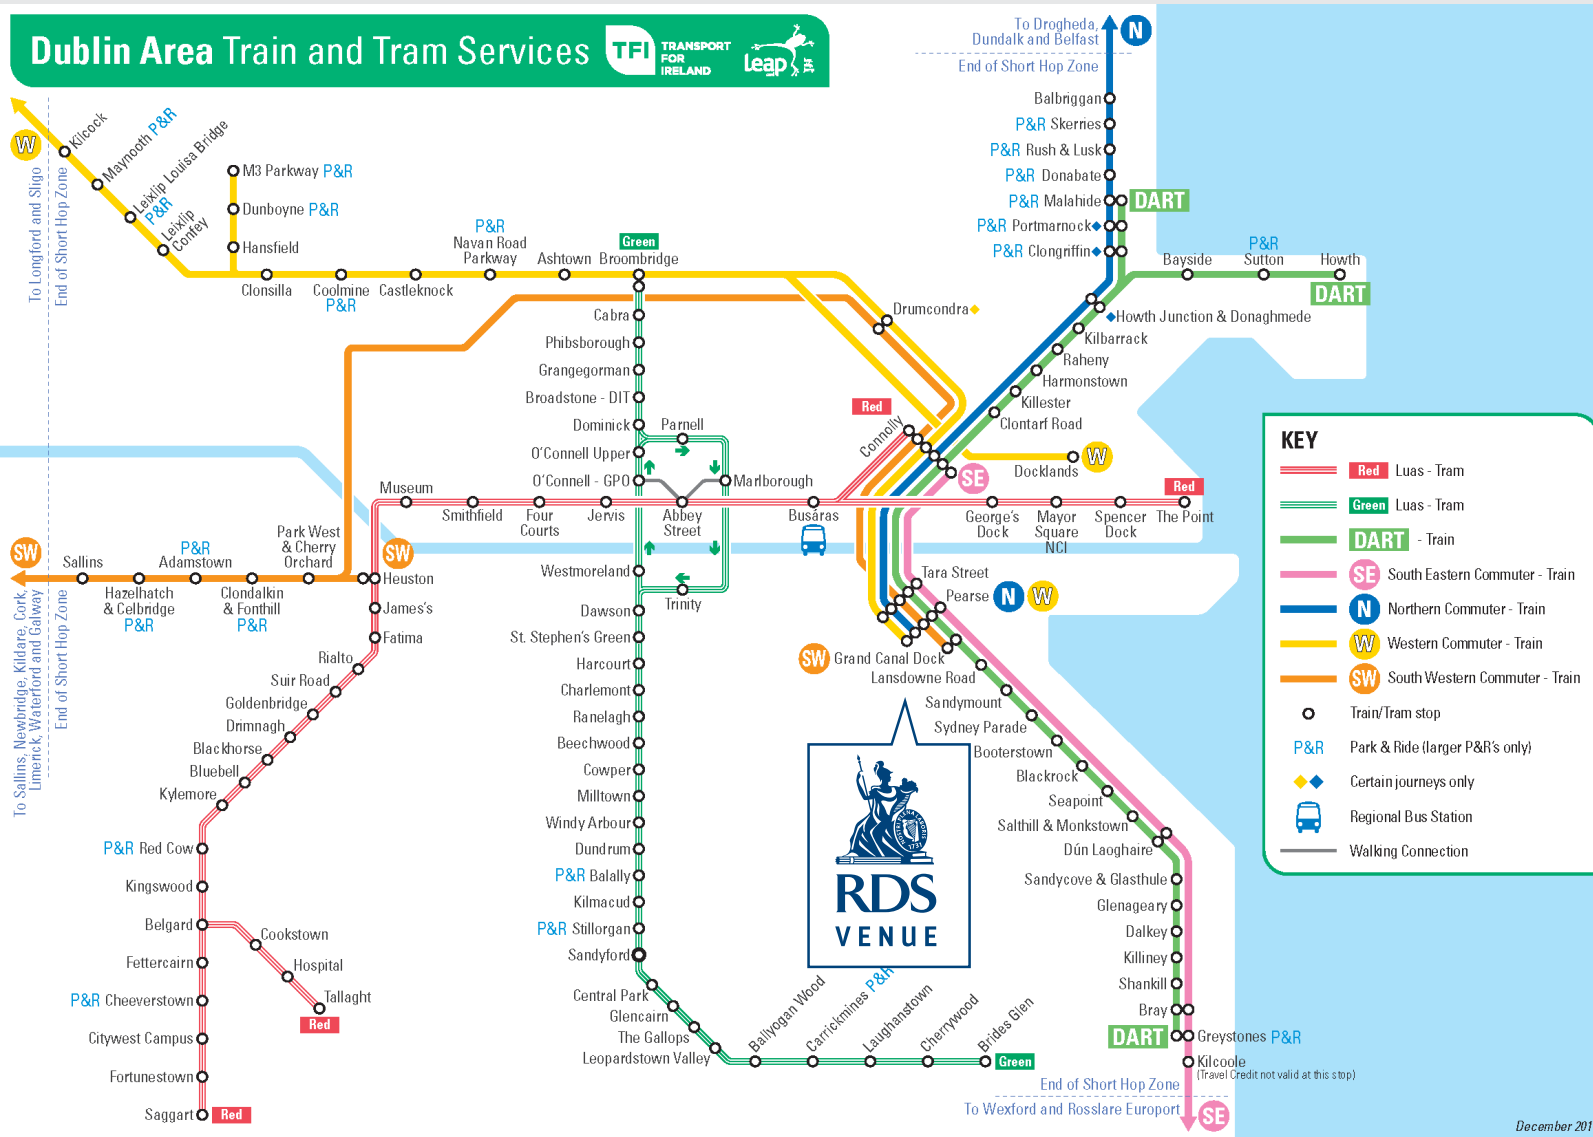 Dublin Area Train and Tram Services
TFI
TRANSPORT
FOR
IRELAND
Leap
To Drogheda,
Dundalk and Belfast
N
End of Short Hop Zone
Balbriggan
P&R Skerries
P&R Rush & Lusk
P&R Donabate
P&R Malahide
DART
P&R Portmarnock
P&R Clongriffin
Bayside
P&R
Sutton
Howth
DART
Howth Junction & Donaghmede
Kilbarrack
Raheny
Harmonstown
Killester
Clontarf Road
W
To Longford and Sligo
End of Short Hop Zone
Kilcock
Maynooth P&R
Leixlip Louisa Bridge
P&R
Leixlip
Confey
M3 Parkway P&R
Dunboyne P&R
Hansfield
Clonsilla
Coolmine
P&R
Castleknock
P&R
Navan Road
Parkway
Ashtown
Green
Broombridge
Drumcondra
Cabra
Phibsborough
Grangegorman
Broadstone - DIT
Dominick
Parnell
O'Connell Upper
O'Connell - GPO
Marlborough
Red
Connolly
Docklands
W
SE
Museum
Smithfield
Four
Courts
Jervis
Abbey
Street
Busáras
George's
Dock
Mayor
Square
NCI
Spencer
Dock
Red
The Point
SW
Sallins
Hazelhatch
& Celbridge
P&R
P&R
Adamstown
Clondalkin
& Fonthill
P&R
Park West
& Cherry
Orchard
SW
Heuston
To Sallins, Newbridge, Kildare, Cork,
Limerick, Waterford and Galway
End of Short Hop Zone
James's
Fatima
Rialto
Suir Road
Goldenbridge
Drimnagh
Blackhorse
Bluebell
Kylemore
P&R Red Cow
Kingswood
Belgard
Cookstown
Hospital
Tallaght
Red
Fettercairn
P&R Cheeverstown
Citywest Campus
Fortunestown
Saggart
Red
Westmoreland
Trinity
Dawson
St. Stephen's Green
Harcourt
Charlemont
Ranelagh
Beechwood
Cowper
Milltown
Windy Arbour
Dundrum
P&R Balally
Kilmacud
P&R Stillorgan
Sandyford
Central Park
Glencairn
The Gallops
Leopardstown Valley
Ballyogan Wood
Carrickmines P&R
Laughanstown
Cherrywood
Brides Glen
Green
Tara Street
Pearse
N
W
SW
Grand Canal Dock
Lansdowne Road
Sandymount
Sydney Parade
Booterstown
Blackrock
Seapoint
Salthill & Monkstown
Dún Laoghaire
Sandycove & Glasthule
Glenageary
Dalkey
Killiney
Shankill
Bray
DART
Greystones P&R
Kilcoole
(Travel Credit not valid at this stop)
End of Short Hop Zone
To Wexford and Rosslare Europort
SE
1731
RDS
VENUE
KEY
Red
Luas - Tram
Green
Luas - Tram
DART
- Train
SE
South Eastern Commuter - Train
N
Northern Commuter - Train
W
Western Commuter - Train
SW
South Western Commuter - Train
Train/Tram stop
P&R
Park & Ride (larger P&R's only)
Certain journeys only
Regional Bus Station
Walking Connection
December 201